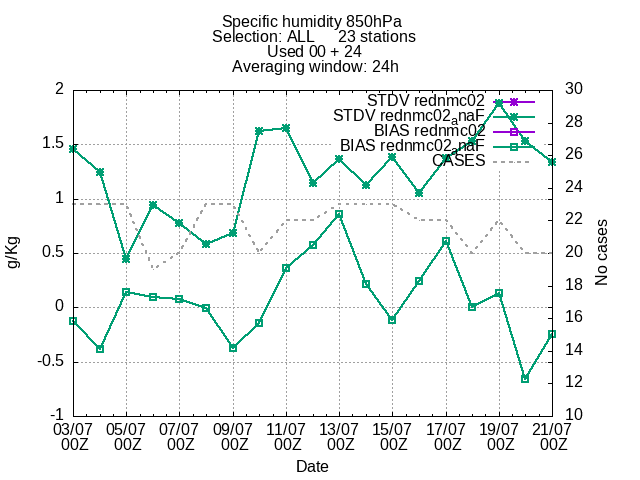 Specific humidity 850hPa
Selection: ALL 23 stations
Used 00 + 24
Averaging window: 24h
STDV rednmc02
STDV rednmc02anaF
BIAS rednmc02
BIAS rednmc02anaF
CASES
2
1.5
1
0.5
0
-0.5
-1
30
28
26
24
22
20
18
16
14
12
10
g/Kg
No cases
03/07 05/07 07/07 09/07 11/07 13/07 15/07 17/07 19/07 21/07
00Z 00Z 00Z 00Z 00Z 00Z 00Z 00Z 00Z 00Z
Date